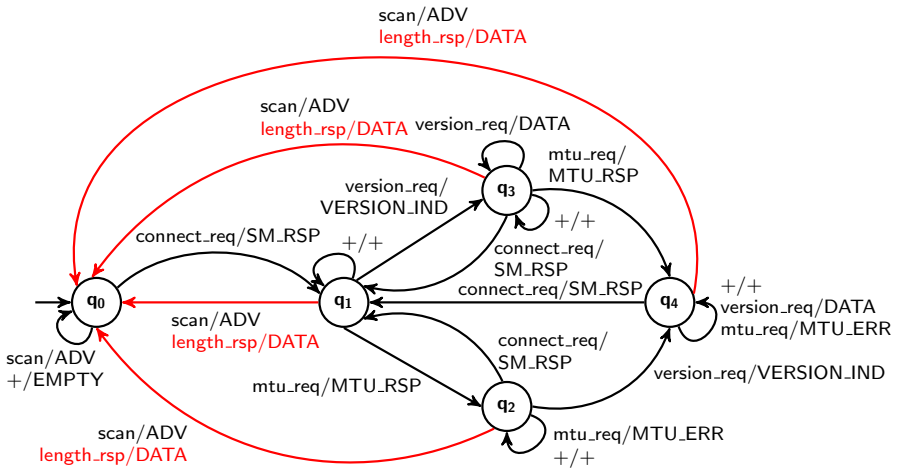 scan/ADV
length_rsp/DATA
scan/ADV
length_rsp/DATA
version_req/DATA
mtu_req/
MTU_RSP
q3
version_req/
VERSION_IND
+/+
connect_req/SM_RSP
+/+
connect_req/
SM_RSP
connect_req/SM_RSP
q0
q1
q4
+/+
version_req/DATA
mtu_req/MTU_ERR
scan/ADV
length_rsp/DATA
scan/ADV
+/EMPTY
connect_req/
SM_RSP
mtu_req/MTU_RSP
version_req/VERSION_IND
q2
scan/ADV
length_rsp/DATA
mtu_req/MTU_ERR
+/+